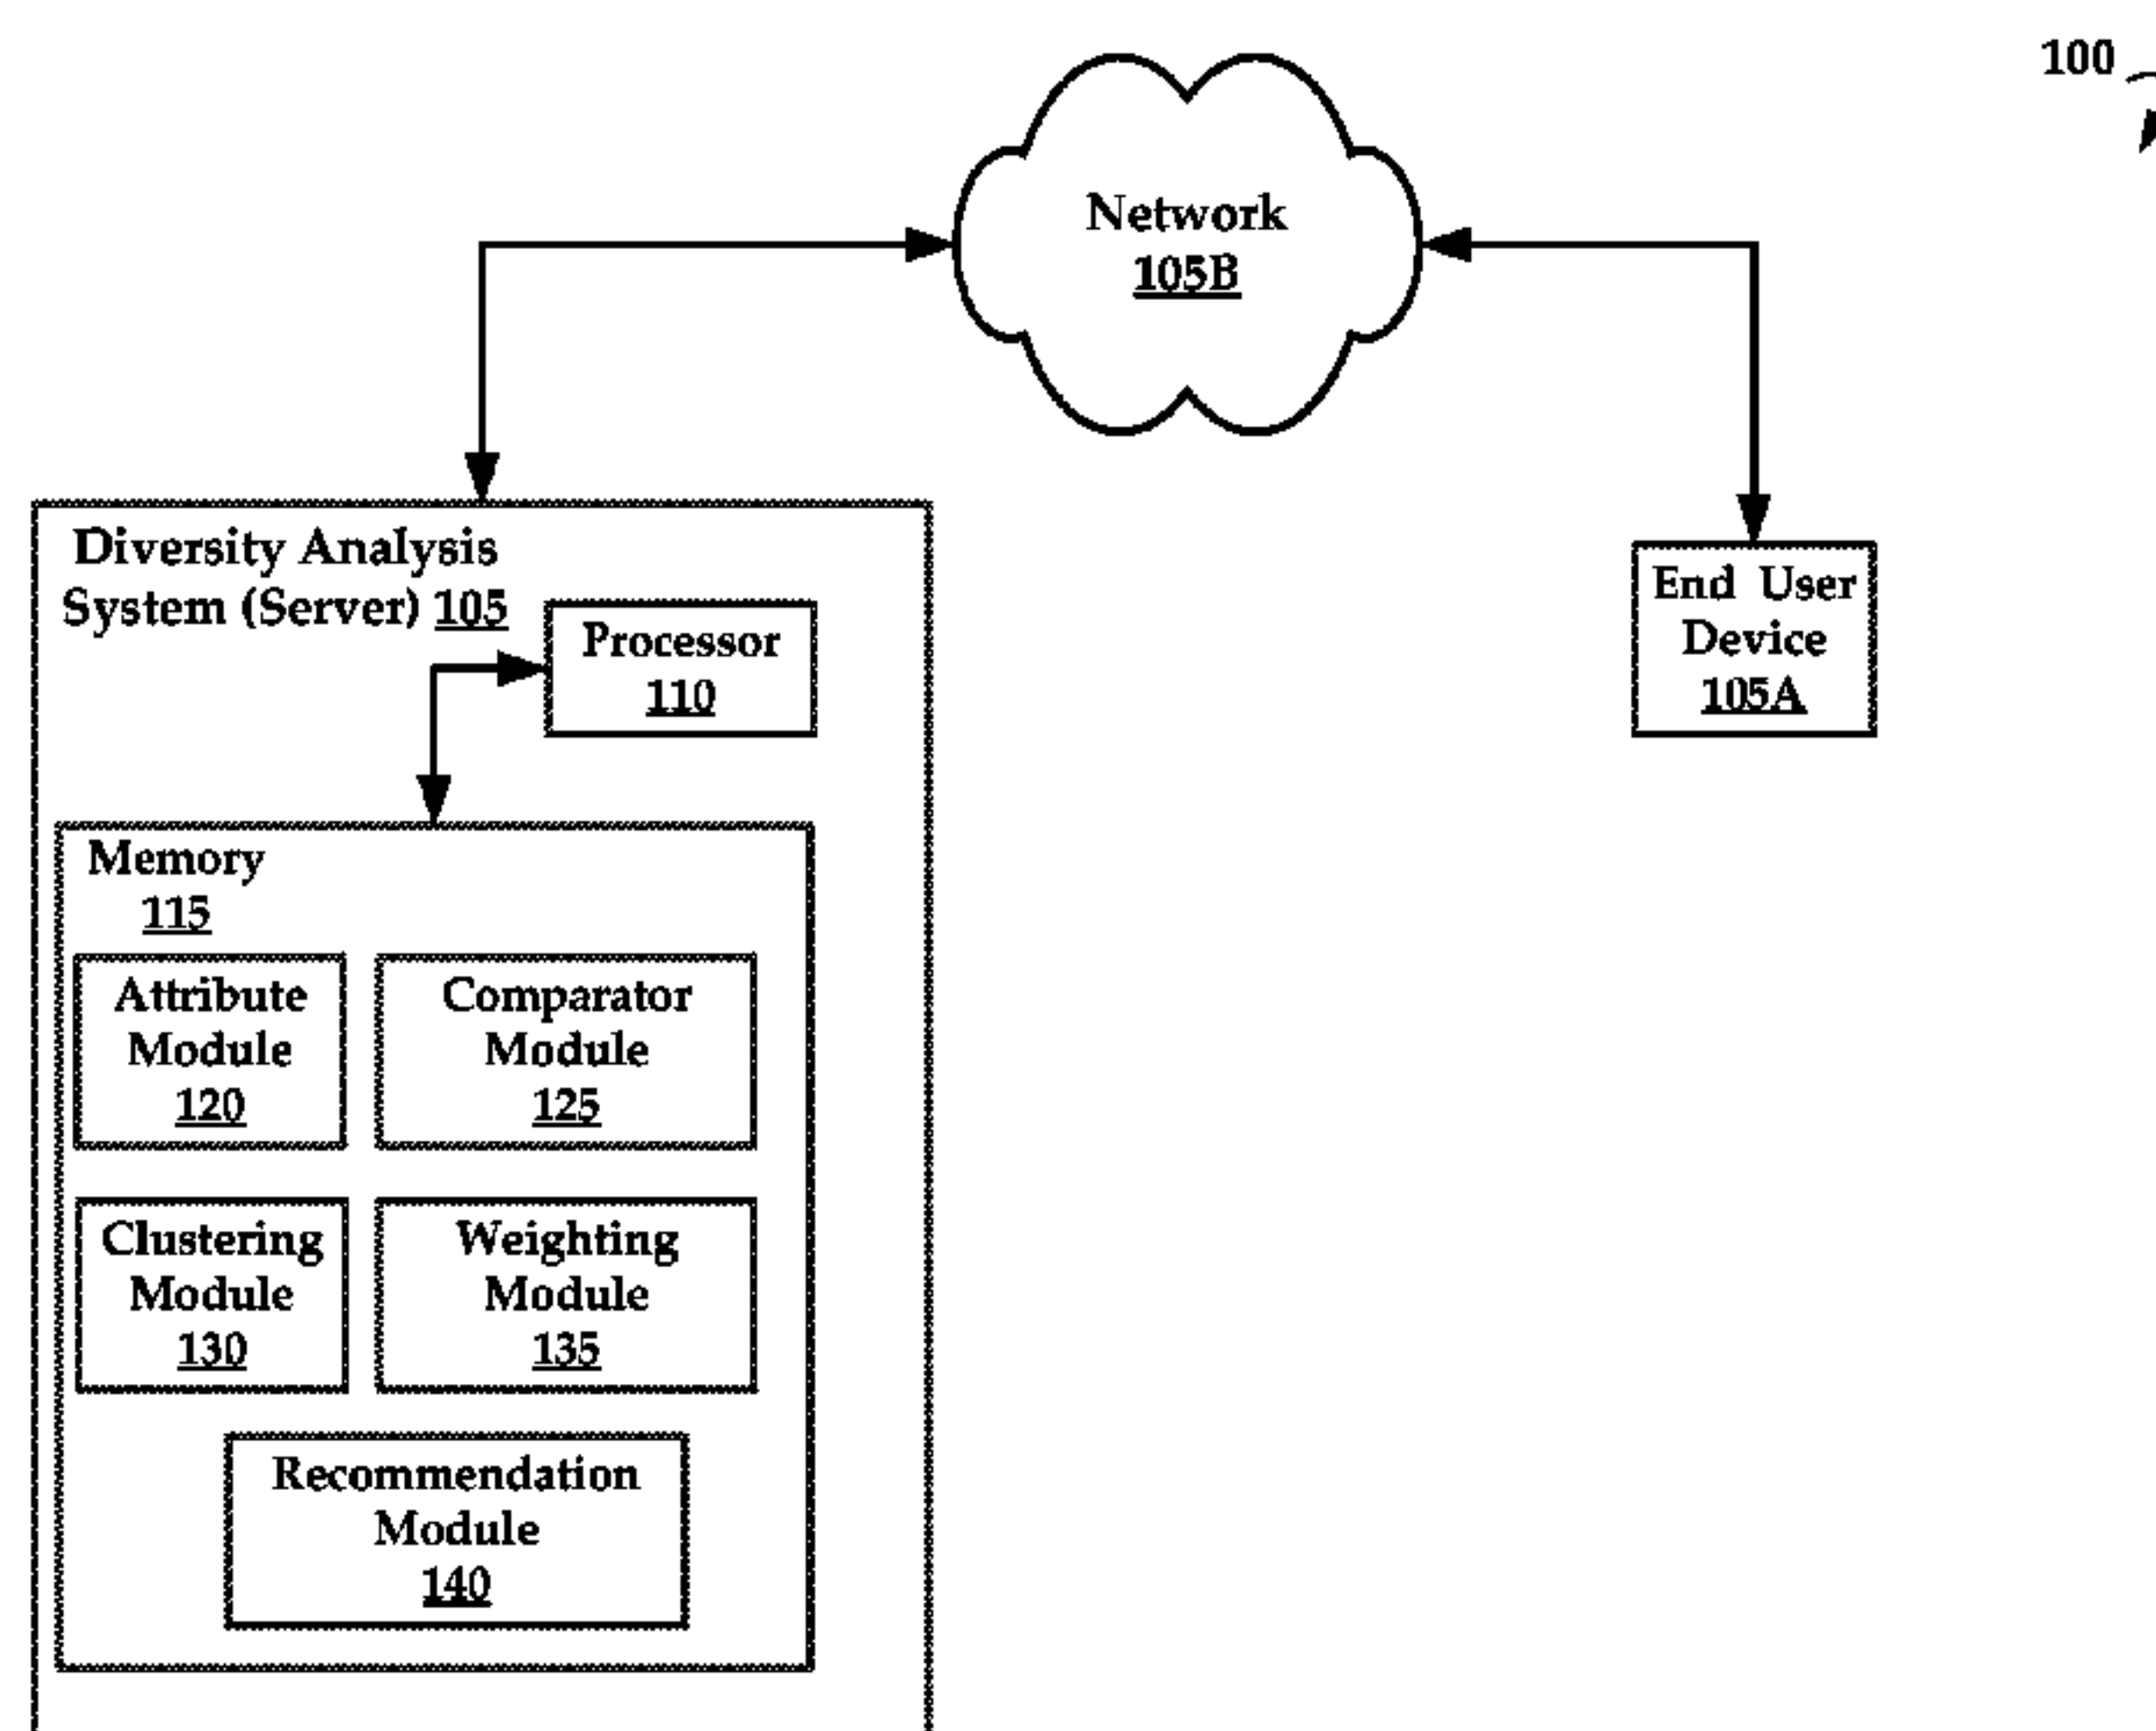 100
Network
105B
Diversity Analysis
System (Server) 105
Processor
110
End User
Device
105A
Memory
115
Attribute
Module
120
Comparator
Module
125
Clustering
Module
130
Weighting
Module
135
Recommendation
Module
140